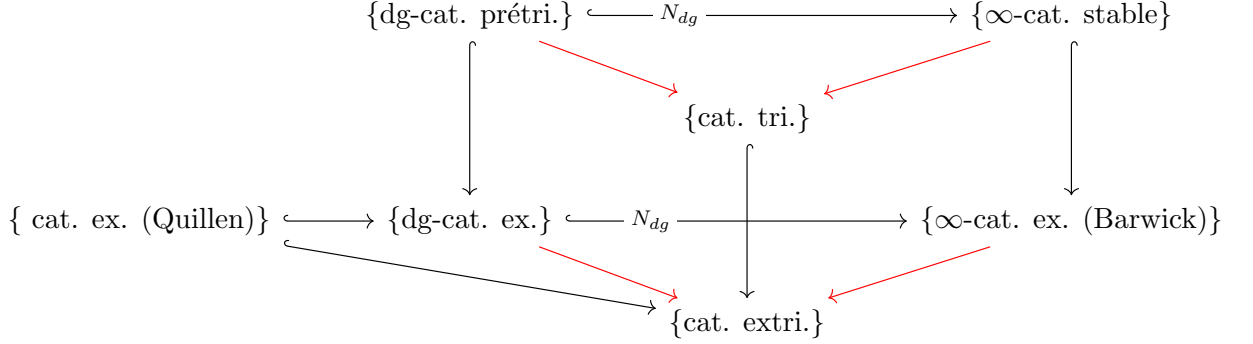 {dg-cat. prétri.} N_{dg} {∞-cat. stable}
{cat. tri.}
{ cat. ex. (Quillen)} {dg-cat. ex.} N_{dg} {∞-cat. ex. (Barwick)}
{cat. extri.}